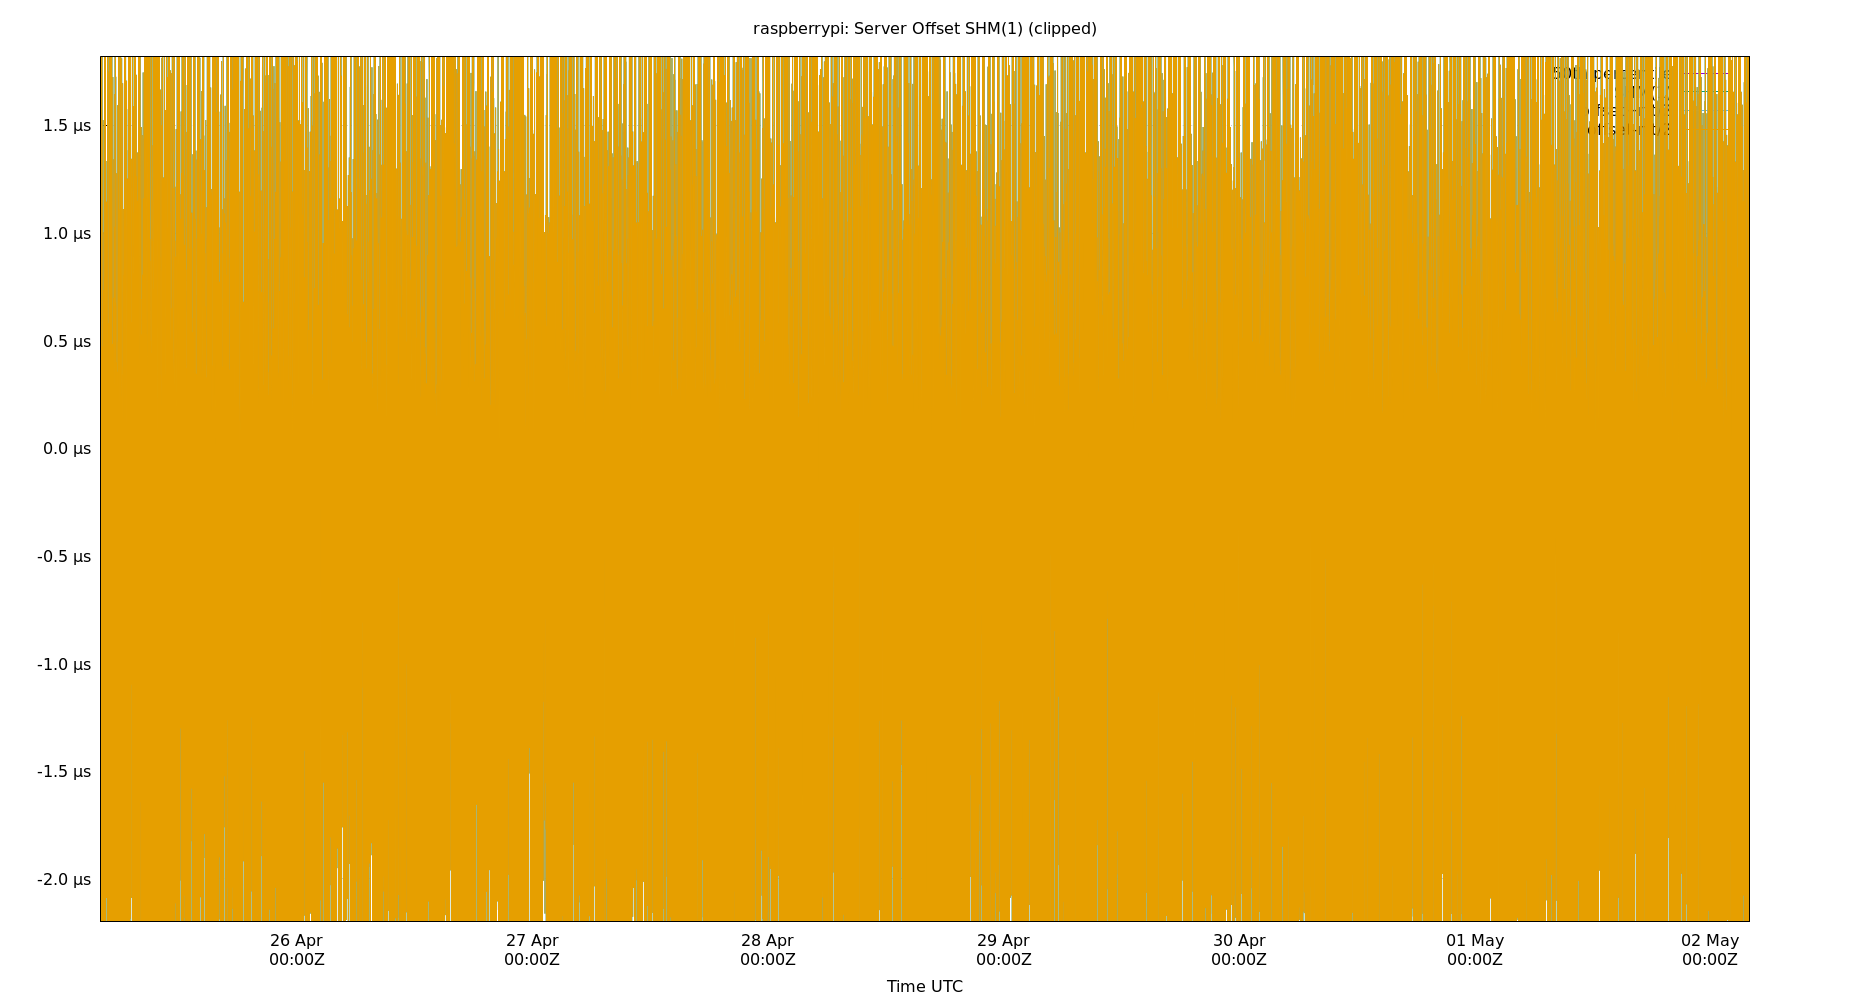 raspberrypi: Server Offset SHM(1) (clipped)
1.5 µs
1.0 µs
0.5 µs
0.0 µs
-0.5 µs
-1.0 µs
-1.5 µs
-2.0 µs
26 Apr 27 Apr 28 Apr 29 Apr 30 Apr 01 May 02 May
00:00Z 00:00Z 00:00Z 00:00Z 00:00Z 00:00Z 00:00Z
Time UTC